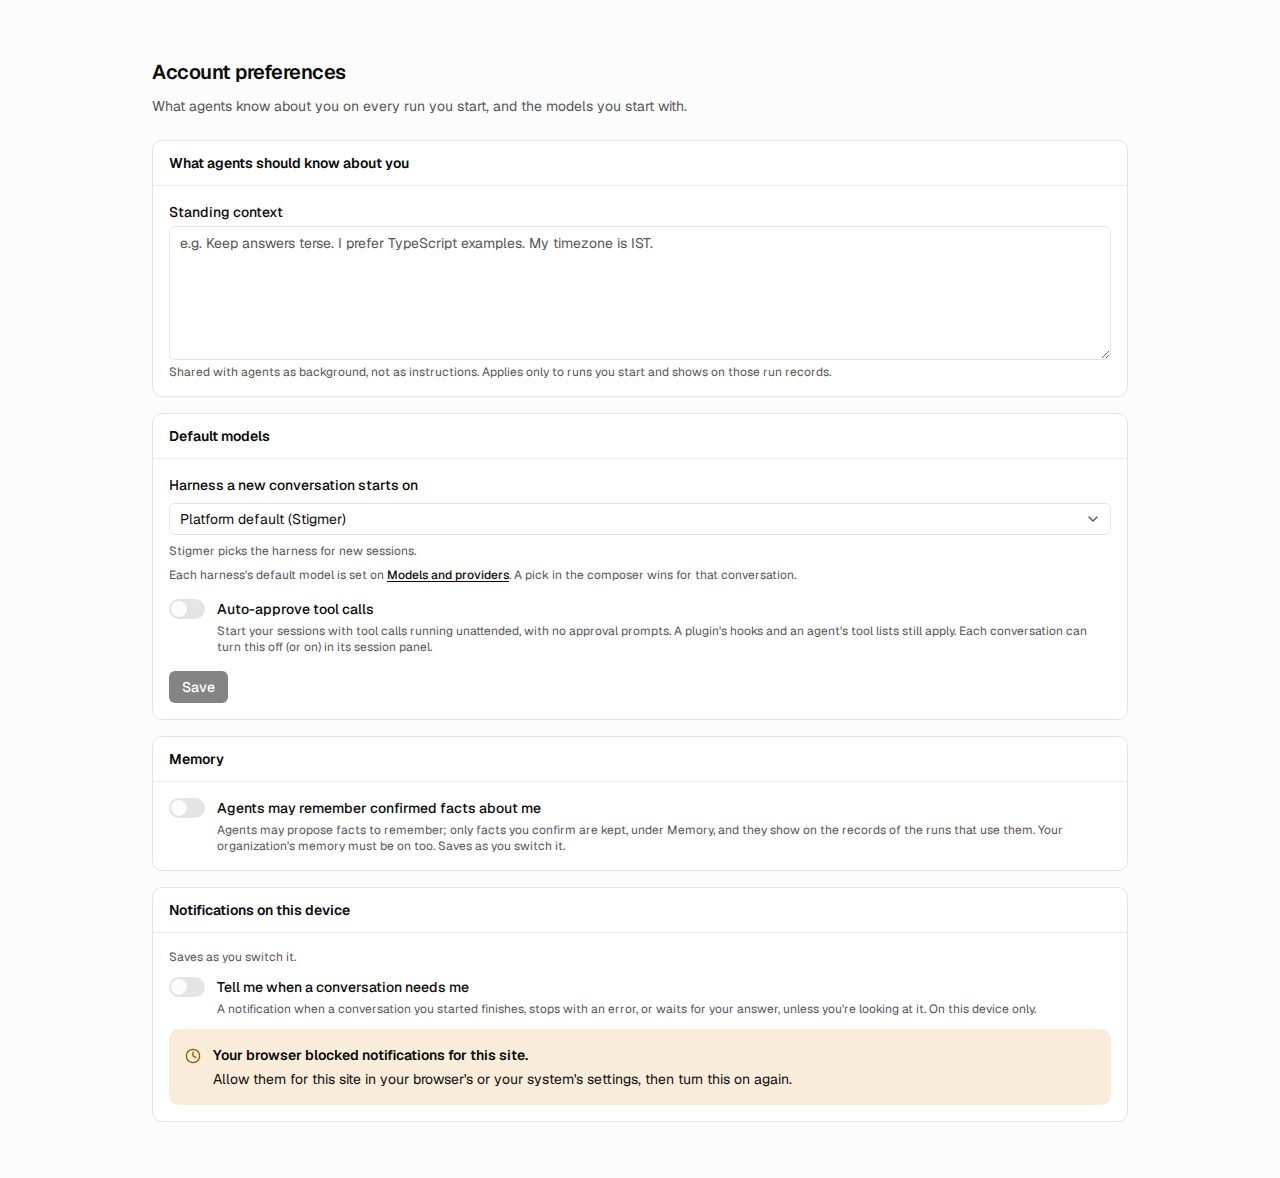 Account preferences
What agents know about you on every run you start, and the models you start with.
What agents should know about you
Standing context
e.g. Keep answers terse. I prefer TypeScript examples. My timezone is IST.
Shared with agents as background, not as instructions. Applies only to runs you start and shows on those run records.
Default models
Harness a new conversation starts on
Platform default (Stigmer)
Stigmer picks the harness for new sessions.
Each harness's default model is set on Models and providers. A pick in the composer wins for that conversation.
Auto-approve tool calls
Start your sessions with tool calls running unattended, with no approval prompts. A plugin's hooks and an agent's tool lists still apply. Each conversation can
turn this off (or on) in its session panel.
Save
Memory
Agents may remember confirmed facts about me
Agents may propose facts to remember; only facts you confirm are kept, under Memory, and they show on the records of the runs that use them. Your
organization's memory must be on too. Saves as you switch it.
Notifications on this device
Saves as you switch it.
Tell me when a conversation needs me
A notification when a conversation you started finishes, stops with an error, or waits for your answer, unless you're looking at it. On this device only.
Your browser blocked notifications for this site.
Allow them for this site in your browser's or your system's settings, then turn this on again.